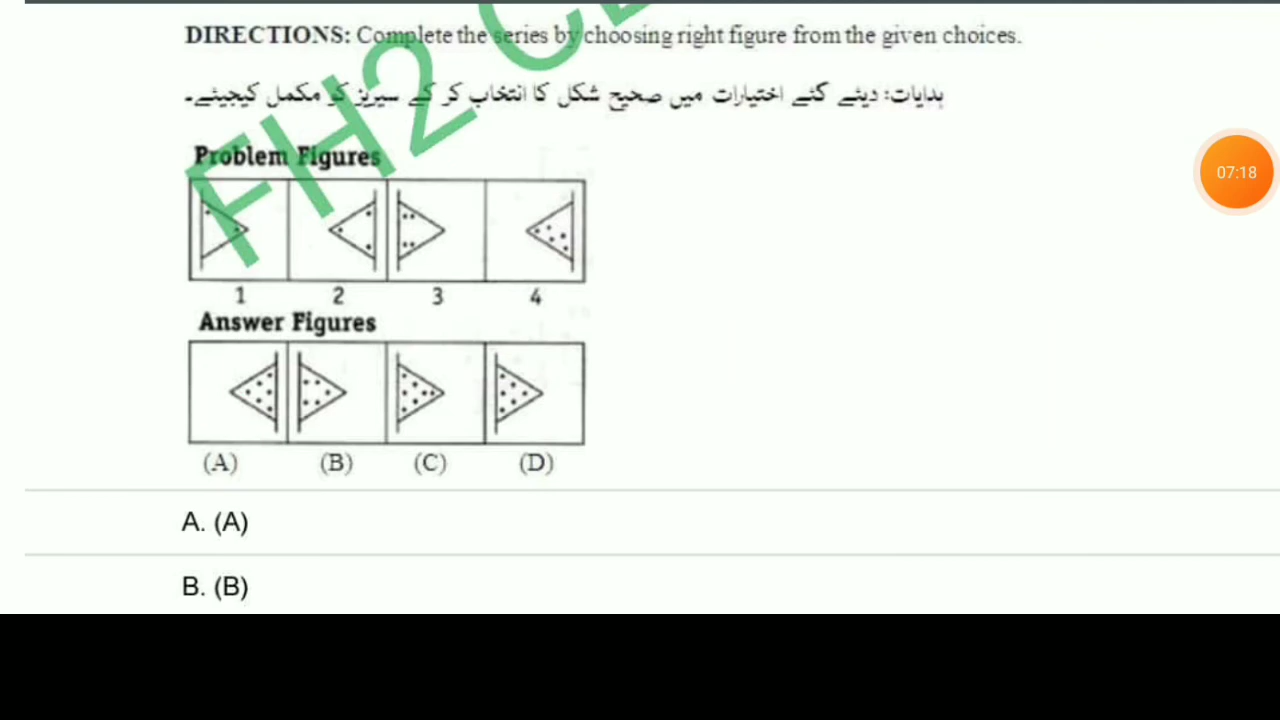 DIRECTIONS: Complete the series by choosing right figure from the given choices.
ہدایات: دیئے گئے اختیارات میں صحیح شکل کا انتخاب کر کے سیریز کو مکمل کیجیئے۔
Problem Figures
1 2 3 4
Answer Figures
(A) (B) (C) (D)
A. (A)
B. (B)
07:18
FH2 C